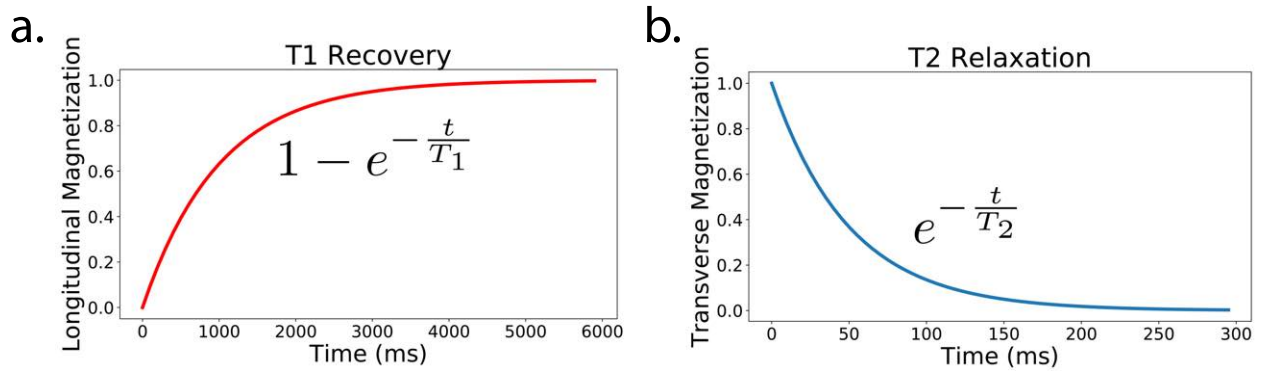 a.
T1 Recovery
Longitudinal Magnetization
1.0
0.8
0.6
0.4
0.2
0.0
1 − e^{−t/T_1}
0 1000 2000 3000 4000 5000 6000
Time (ms)
b.
T2 Relaxation
Transverse Magnetization
1.0
0.8
0.6
0.4
0.2
0.0
e^{−t/T_2}
0 50 100 150 200 250 300
Time (ms)